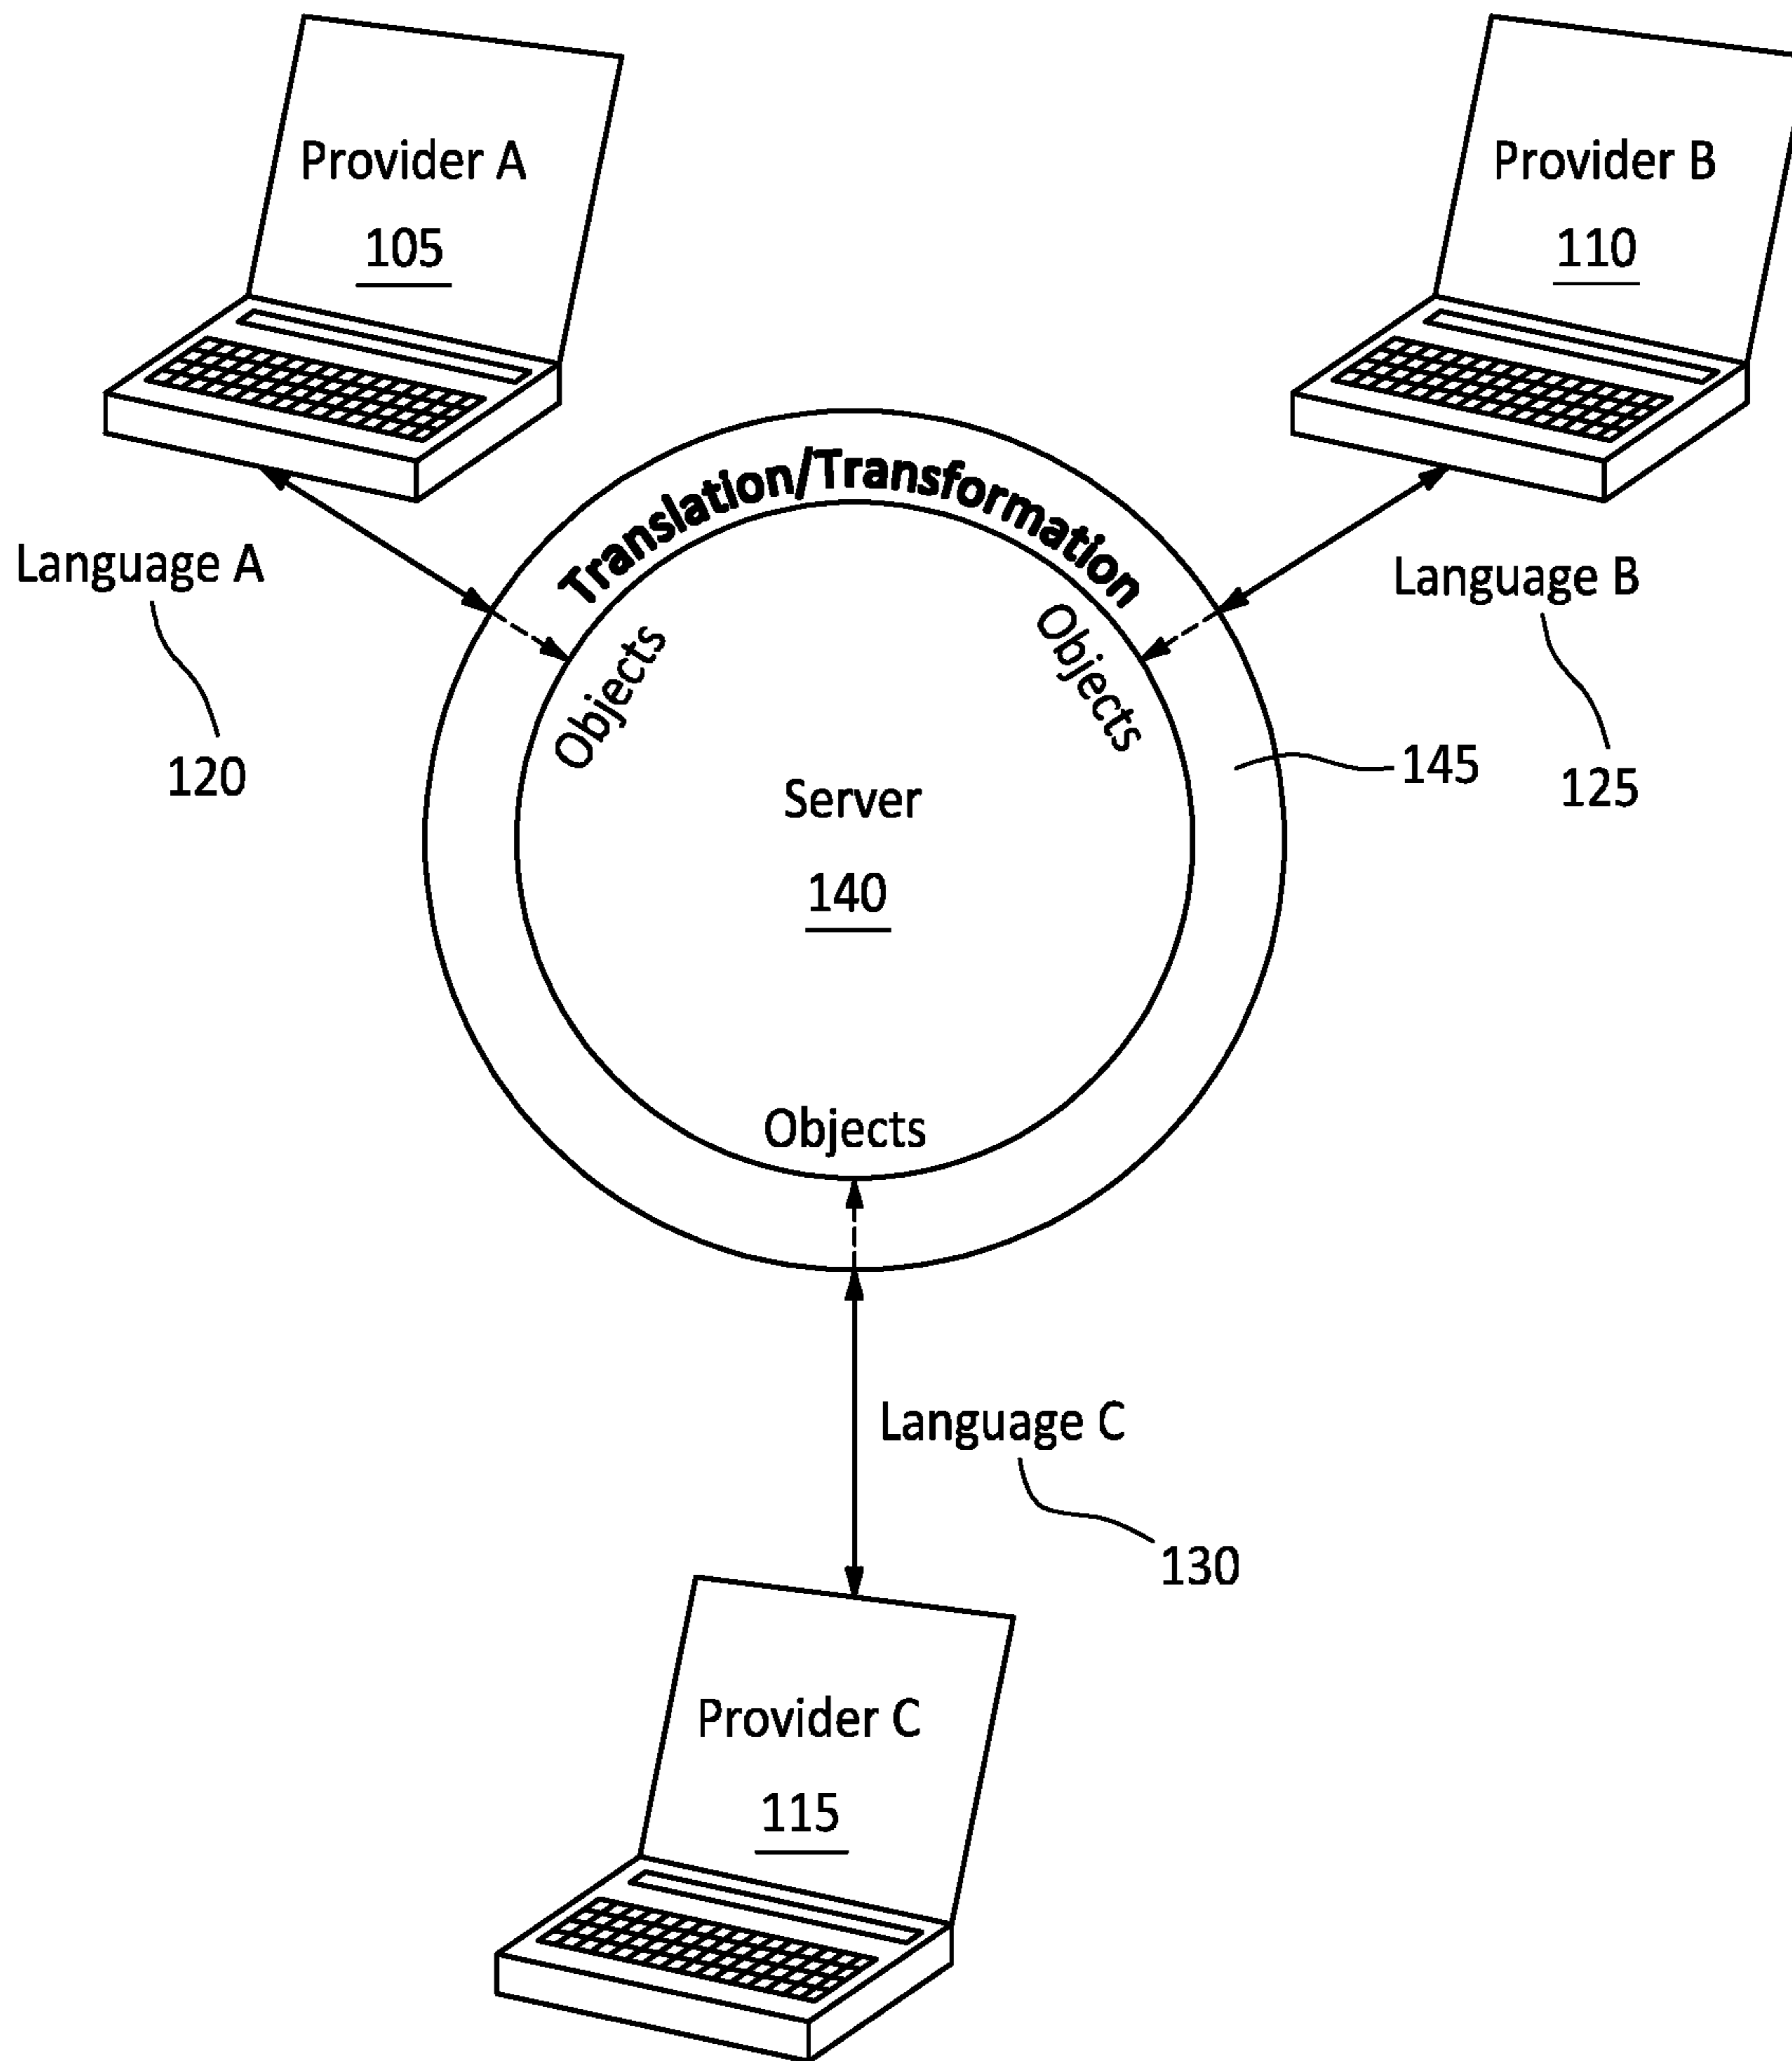 Provider A
105
Provider B
110
Translation/Transformation
Language A
120
Language B
125
Objects
Objects
145
Server
140
Objects
Language C
130
Provider C
115